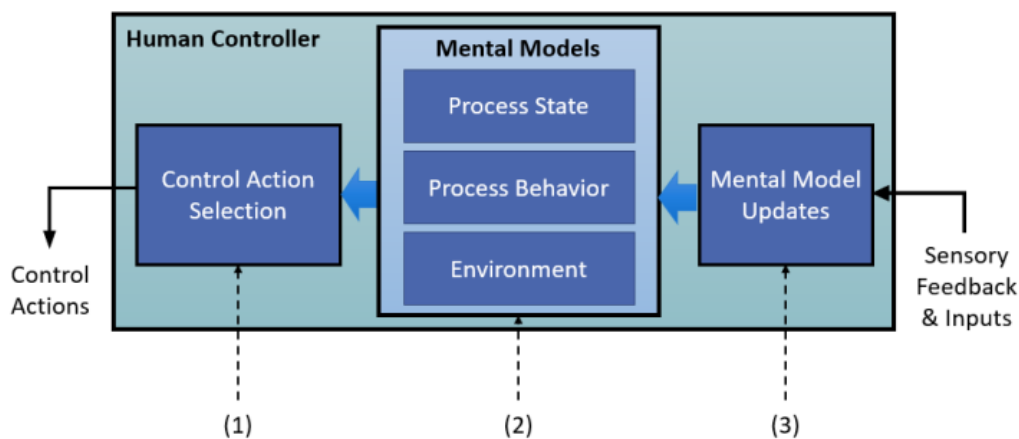 Human Controller
Mental Models
Process State
Process Behavior
Environment
Control Action
Selection
Mental Model
Updates
Control
Actions
Sensory
Feedback
& Inputs
(1)
(2)
(3)